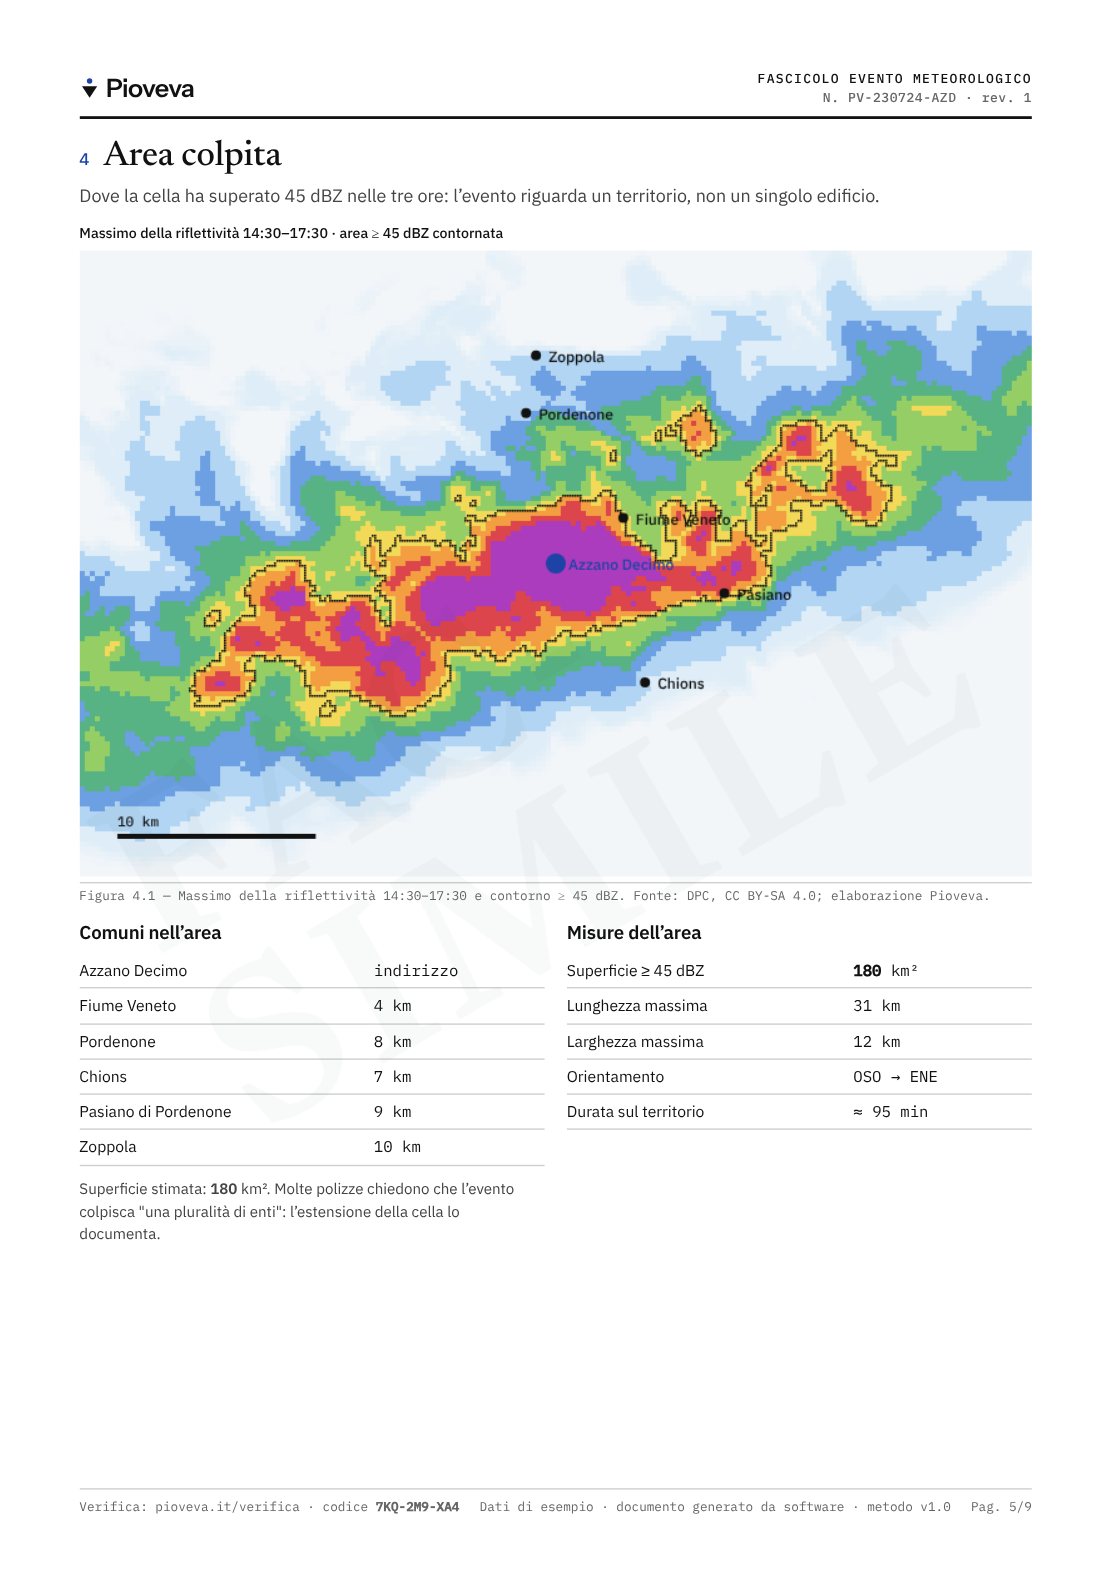 Pioveva
FASCICOLO EVENTO METEOROLOGICO
N. PV-230724-AZD · rev. 1
4 Area colpita
Dove la cella ha superato 45 dBZ nelle tre ore: l’evento riguarda un territorio, non un singolo edificio.
Massimo della riflettività 14:30–17:30 · area ≥ 45 dBZ contornata
Zoppola
Pordenone
Fiume Veneto
Azzano Decimo
Pasiano
Chions
10 km
FAC
SIMILE
Figura 4.1 — Massimo della riflettività 14:30–17:30 e contorno ≥ 45 dBZ. Fonte: DPC, CC BY-SA 4.0; elaborazione Pioveva.
Comuni nell’area
Azzano Decimo indirizzo
Fiume Veneto 4 km
Pordenone 8 km
Chions 7 km
Pasiano di Pordenone 9 km
Zoppola 10 km
Superficie stimata: 180 km². Molte polizze chiedono che l’evento
colpisca "una pluralità di enti": l’estensione della cella lo
documenta.
Misure dell’area
Superficie ≥ 45 dBZ 180 km²
Lunghezza massima 31 km
Larghezza massima 12 km
Orientamento OSO → ENE
Durata sul territorio ≈ 95 min
Verifica: pioveva.it/verifica · codice 7KQ-2M9-XA4 Dati di esempio · documento generato da software · metodo v1.0 Pag. 5/9